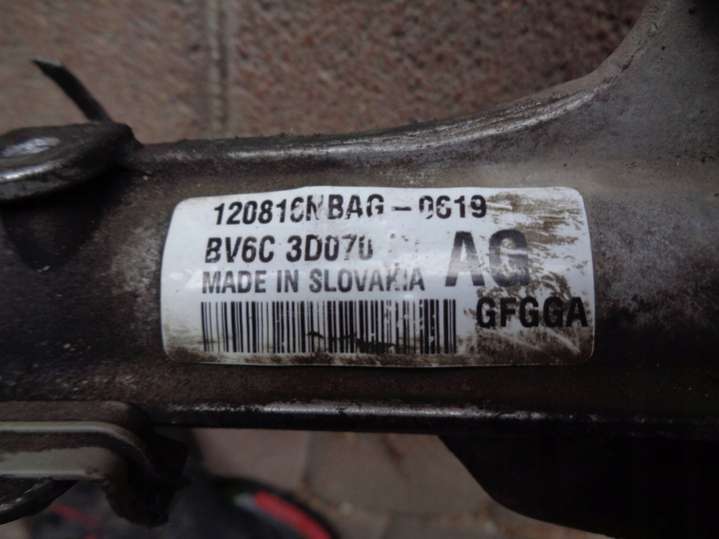 120816NBAG-0619
BV6C 3D070 AG
MADE IN SLOVAKIA
GFGGA